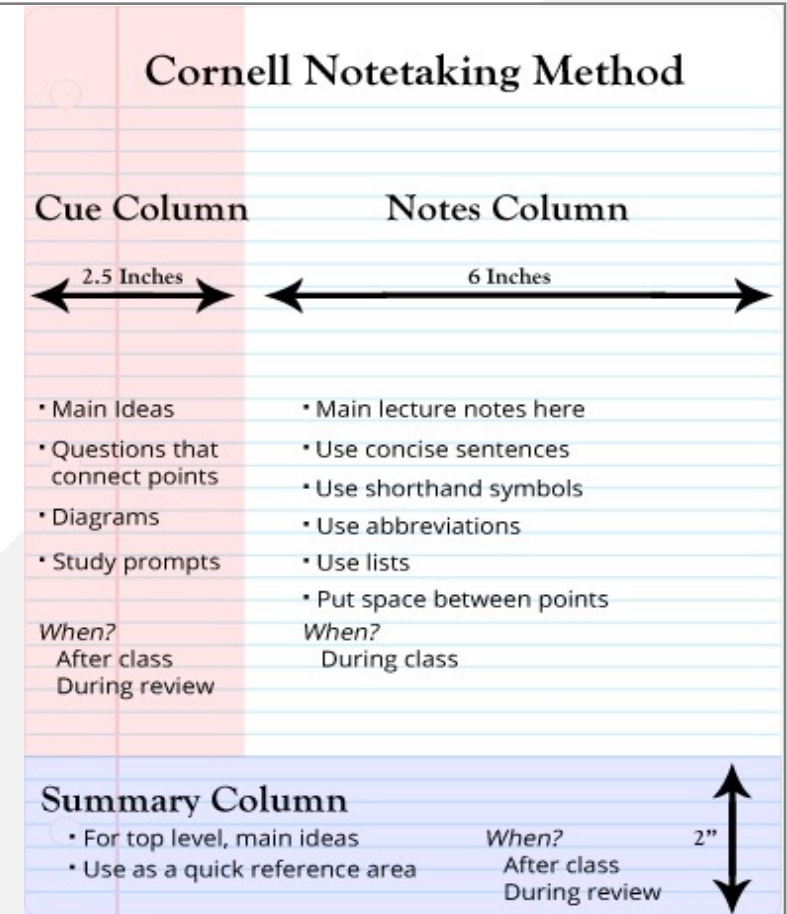 Cornell Notetaking Method
Cue Column
2.5 Inches
· Main Ideas
· Questions that
connect points
· Diagrams
· Study prompts
When?
After class
During review
Notes Column
6 Inches
· Main lecture notes here
· Use concise sentences
· Use shorthand symbols
· Use abbreviations
· Use lists
· Put space between points
When?
During class
Summary Column
· For top level, main ideas
· Use as a quick reference area
When?
After class
During review
2”